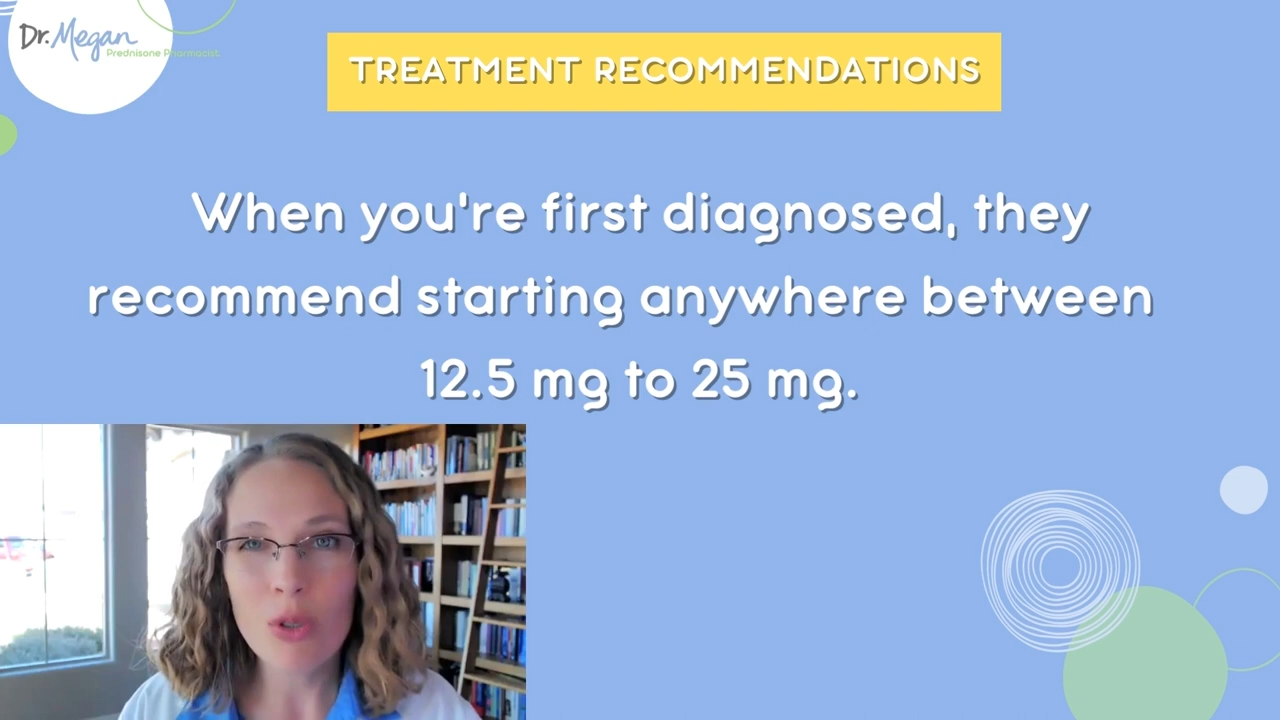 Dr. Megan
Prednisone Pharmacist
TREATMENT RECOMMENDATIONS
When you're first diagnosed, they
recommend starting anywhere between
12.5 mg to 25 mg.